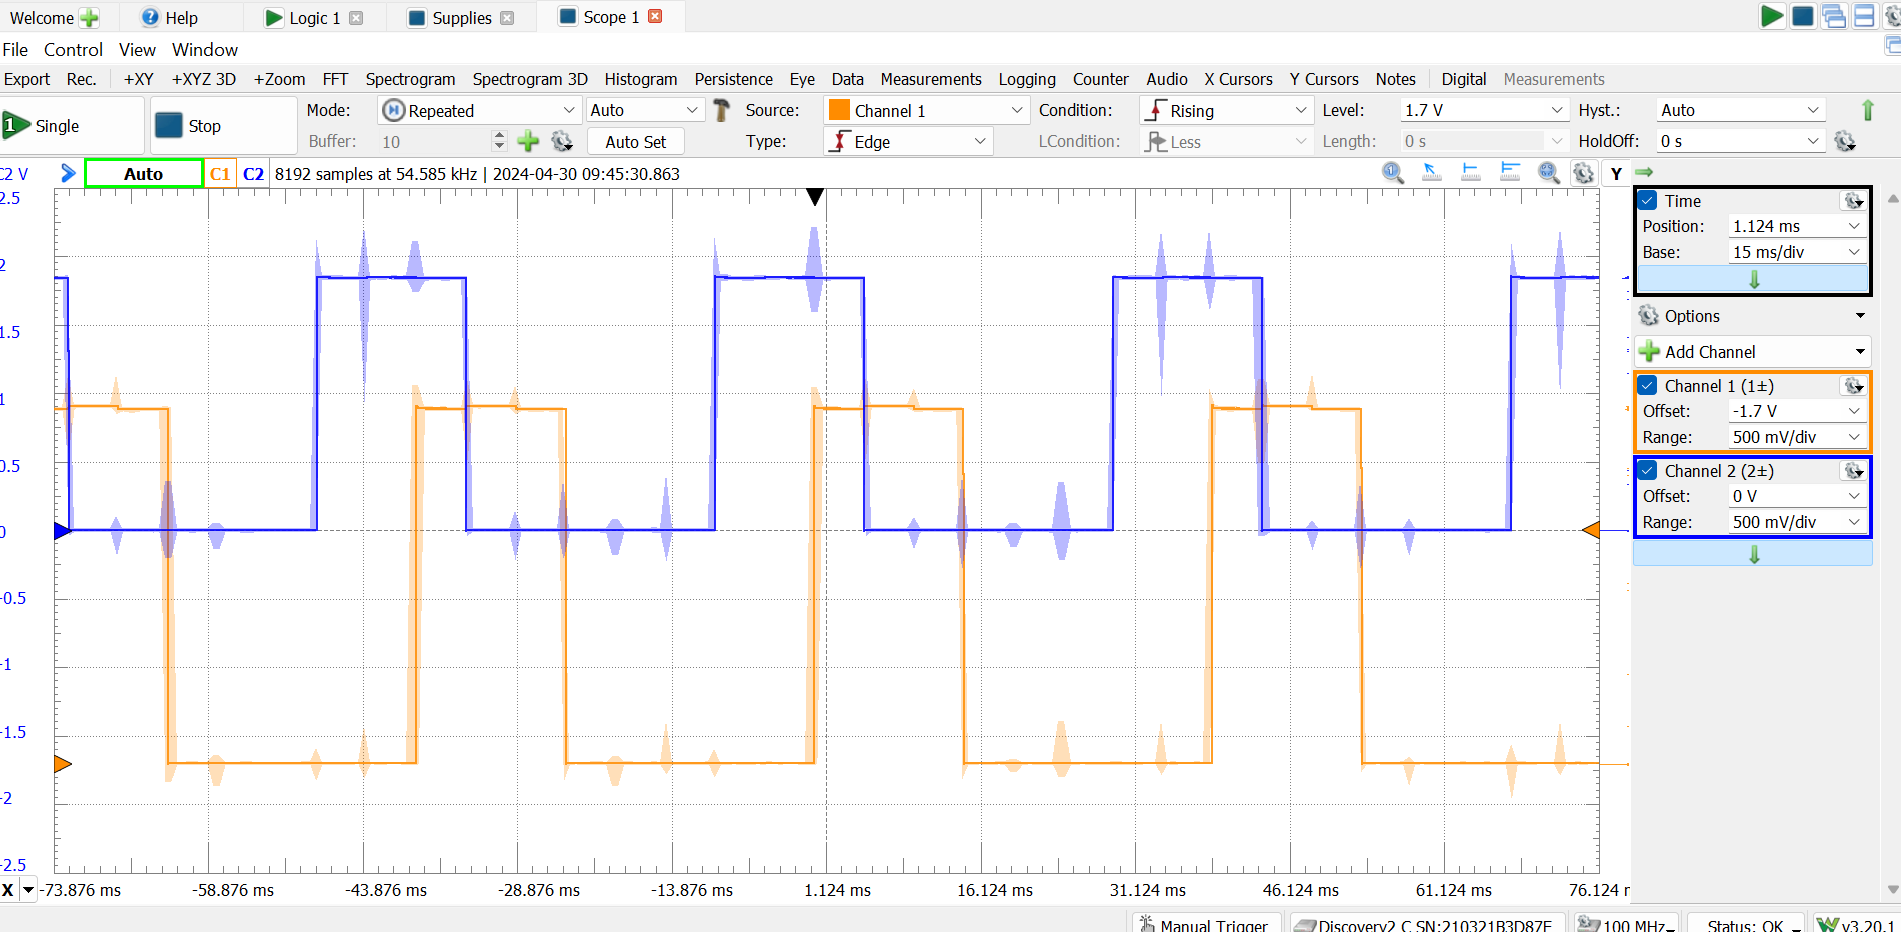 Welcome Help Logic 1 Supplies Scope 1
File Control View Window
Export Rec. +XY +XYZ 3D +Zoom FFT Spectrogram Spectrogram 3D Histogram Persistence Eye Data Measurements Logging Counter Audio X Cursors Y Cursors Notes Digital Measurements
1 Single Stop Mode: Repeated Auto Source: Channel 1 Condition: Rising Level: 1.7 V Hyst.: Auto
Buffer: 10 Auto Set Type: Edge LCondition: Less Length: 0 s HoldOff: 0 s
C2 V Auto C1 C2 8192 samples at 54.585 kHz | 2024-04-30 09:45:30.863 Y
2.5
2
1.5
1
0.5
0
-0.5
-1
-1.5
-2
-2.5
X -73.876 ms -58.876 ms -43.876 ms -28.876 ms -13.876 ms 1.124 ms 16.124 ms 31.124 ms 46.124 ms 61.124 ms 76.124 r
Time
Position: 1.124 ms
Base: 15 ms/div
Options
Add Channel
Channel 1 (1±)
Offset: -1.7 V
Range: 500 mV/div
Channel 2 (2±)
Offset: 0 V
Range: 500 mV/div
Manual Trigger Discovery2 C SN:210321B3D87E 100 MHz Status: OK v3.20.1